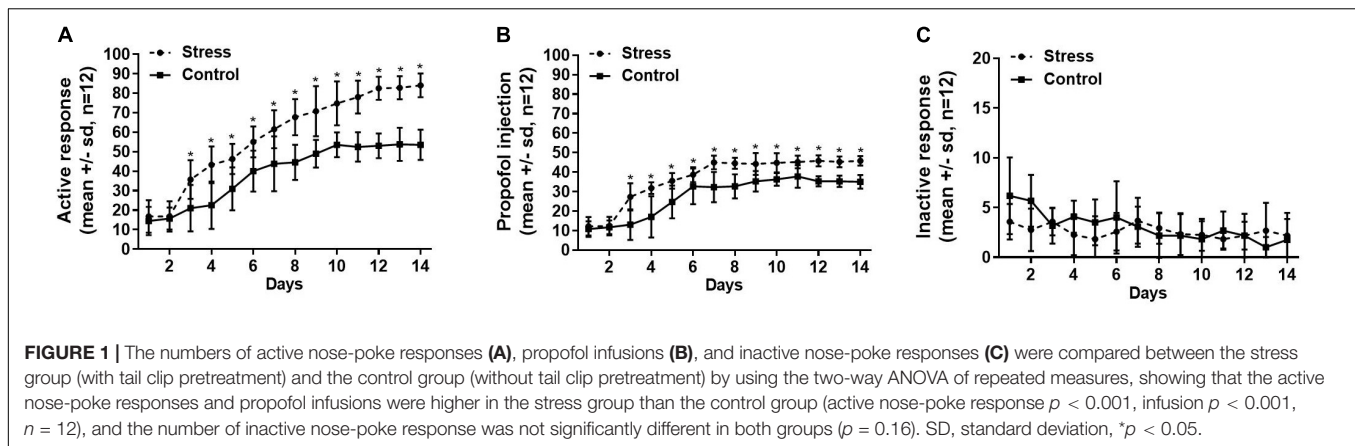 A
Stress
Control
Active response
(mean +/- sd, n=12)
100
90
80
70
60
50
40
30
20
10
0
* * * * * * * * * * * *
2 4 6 8 10 12 14
Days
B
Stress
Control
Propofol injection
(mean +/- sd, n=12)
100
90
80
70
60
50
40
30
20
10
0
* * * * * * * * * * * *
2 4 6 8 10 12 14
Days
C
Stress
Control
Inactive response
(mean +/- sd, n=12)
20
15
10
5
0
2 4 6 8 10 12 14
Days
FIGURE 1 | The numbers of active nose-poke responses (A), propofol infusions (B), and inactive nose-poke responses (C) were compared between the stress
group (with tail clip pretreatment) and the control group (without tail clip pretreatment) by using the two-way ANOVA of repeated measures, showing that the active
nose-poke responses and propofol infusions were higher in the stress group than the control group (active nose-poke response p < 0.001, infusion p < 0.001,
n = 12), and the number of inactive nose-poke response was not significantly different in both groups (p = 0.16). SD, standard deviation, *p < 0.05.